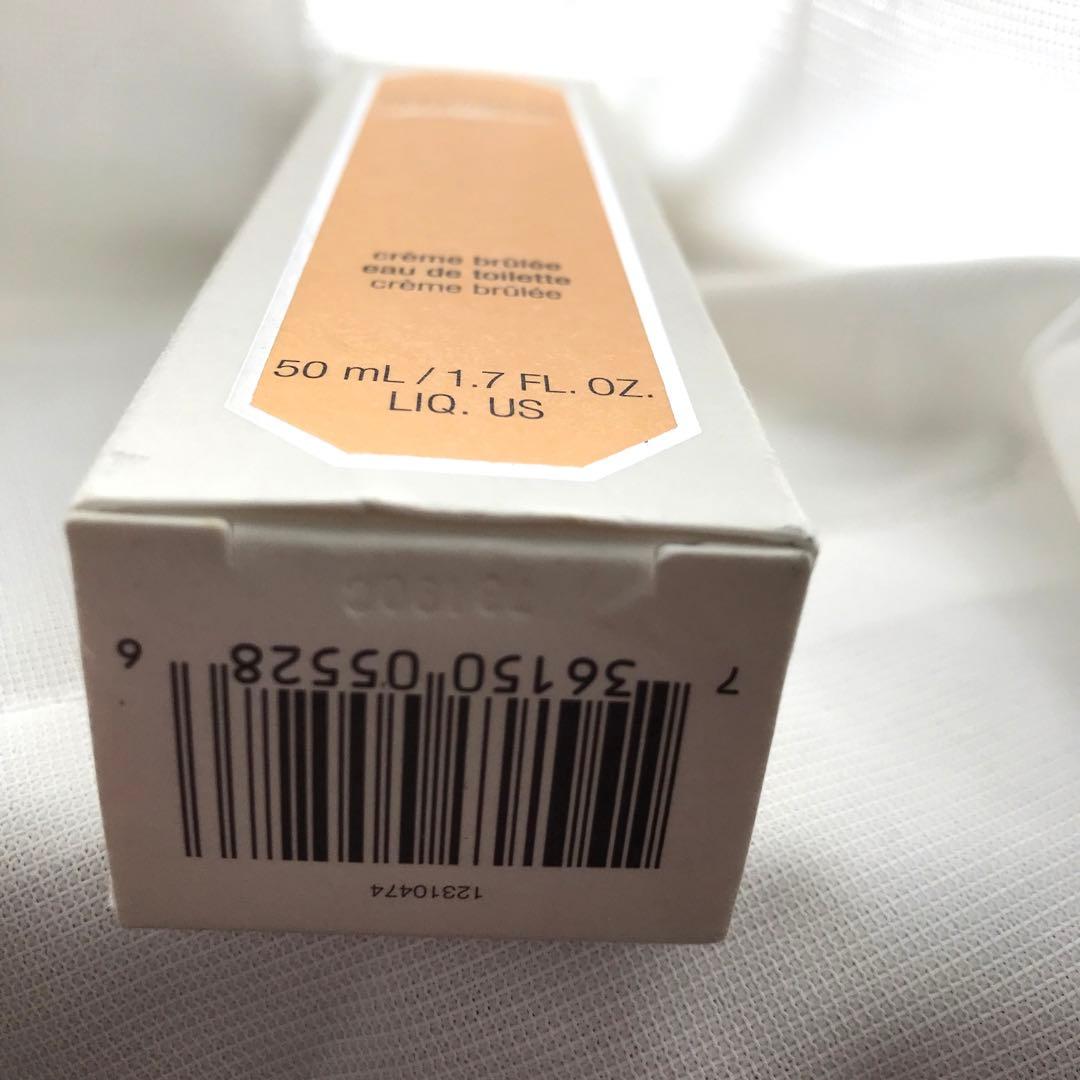 crème brûlée
eau de toilette
crème brûlée
50 mL / 1.7 FL. OZ.
LIQ. US
7 36150 05528 6
12310474